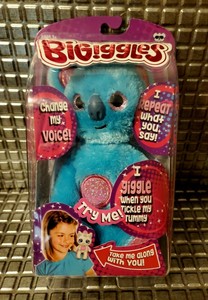 BiGiggles
Change
my
Voice!
I
REPEAT
what
you
say!
Try Me!
I
giggle
when you
tickle my
tummy
Take me along
with you!